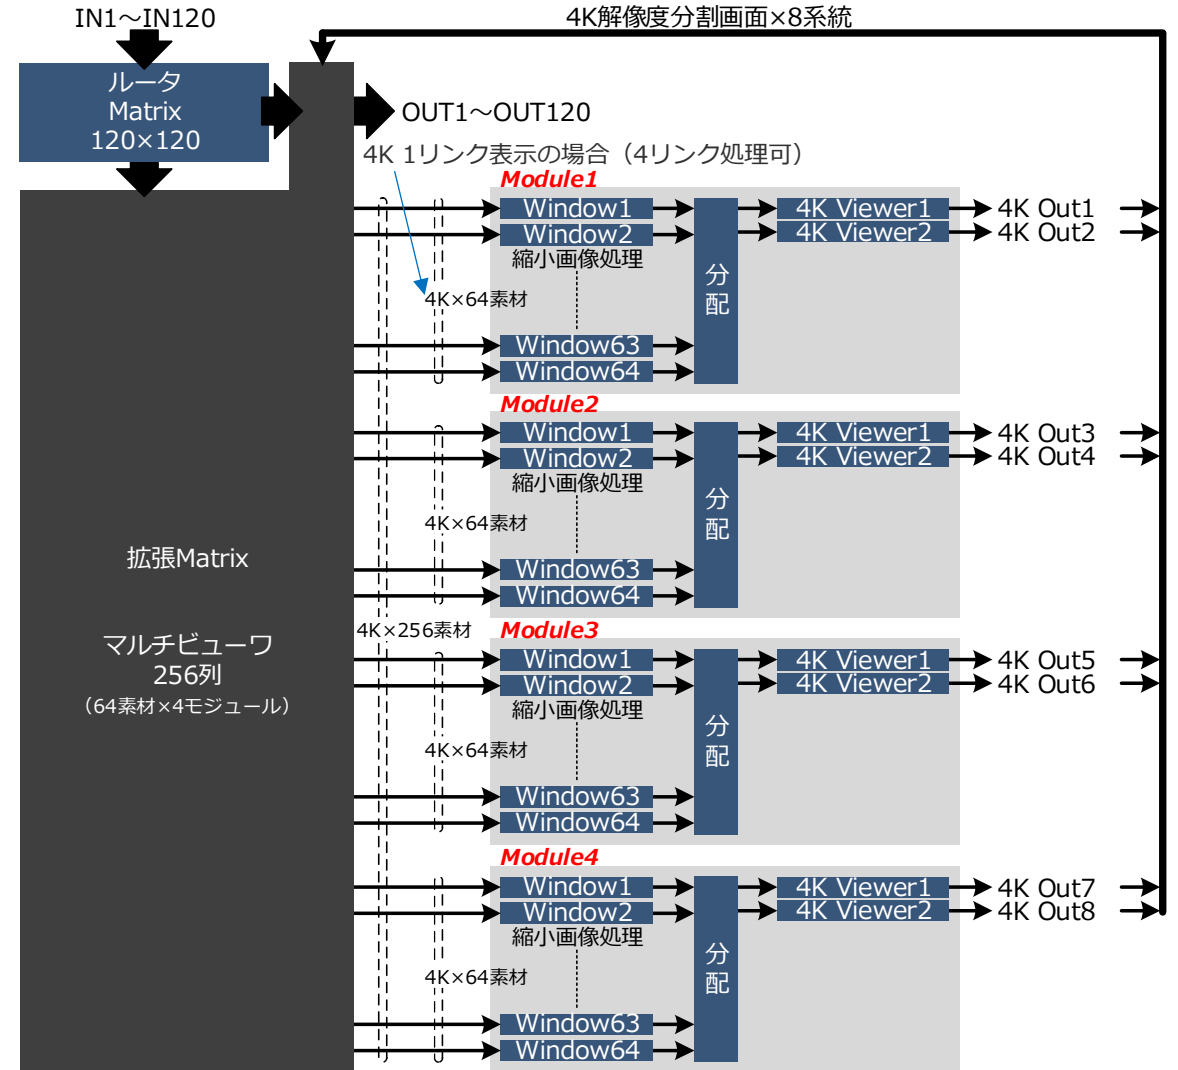 IN1～IN120
4K解像度分割画面×8系統
ルータ
Matrix
120×120
OUT1～OUT120
4K 1リンク表示の場合（4リンク処理可）
Module1
Window1
4K Viewer1
4K Out1
Window2
4K Viewer2
4K Out2
縮小画像処理
分
配
4K×64素材
Window63
Window64
Module2
Window1
4K Viewer1
4K Out3
Window2
4K Viewer2
4K Out4
縮小画像処理
分
配
4K×64素材
Window63
Window64
拡張Matrix
マルチビューワ
256列
（64素材×4モジュール）
4K×256素材
Module3
Window1
4K Viewer1
4K Out5
Window2
4K Viewer2
4K Out6
縮小画像処理
分
配
4K×64素材
Window63
Window64
Module4
Window1
4K Viewer1
4K Out7
Window2
4K Viewer2
4K Out8
縮小画像処理
分
配
4K×64素材
Window63
Window64